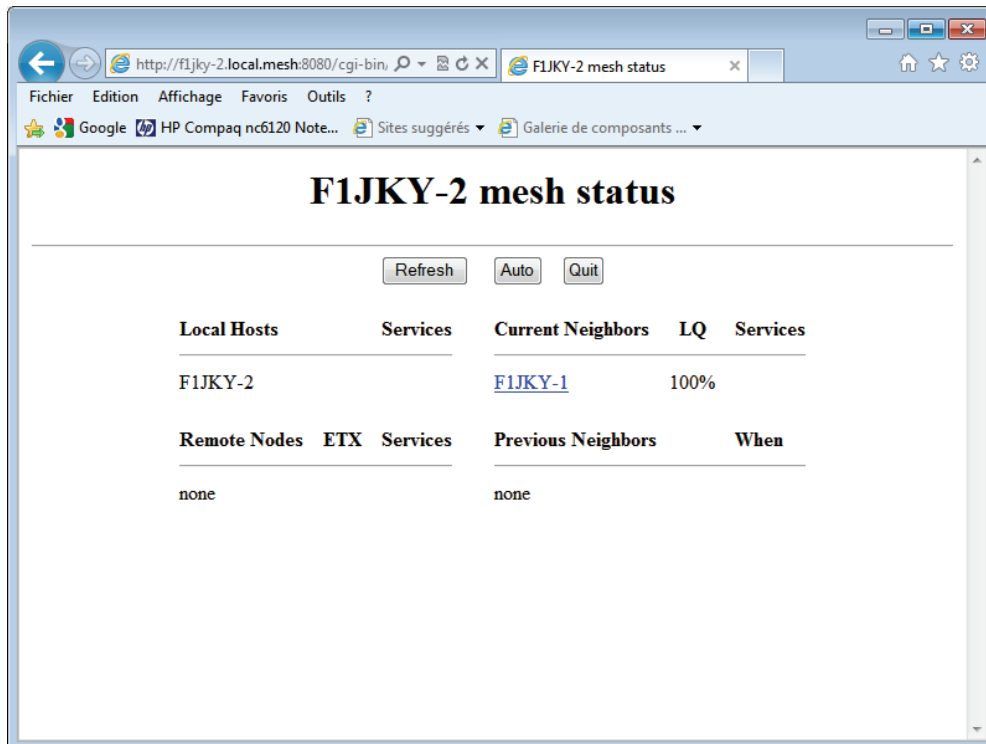 http://f1jky-2.local.mesh:8080/cgi-bin/ F1JKY-2 mesh status
Fichier Edition Affichage Favoris Outils ?
Google HP Compaq nc6120 Note... Sites suggérés Galerie de composants ...
F1JKY-2 mesh status
Refresh Auto Quit
Local Hosts Services Current Neighbors LQ Services
F1JKY-2 F1JKY-1 100%
Remote Nodes ETX Services Previous Neighbors When
none none